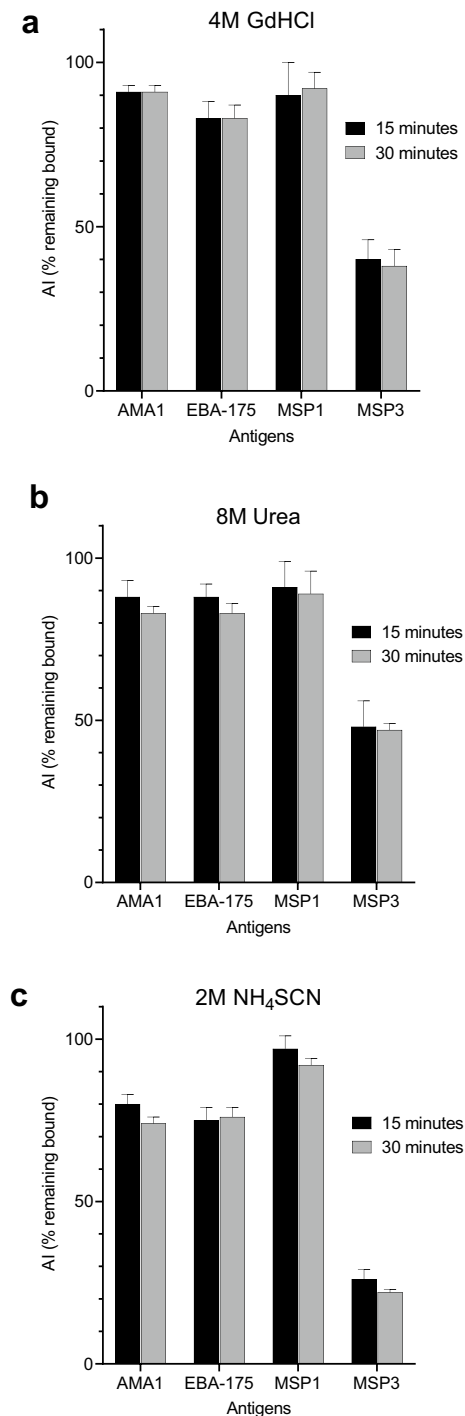 a
4M GdHCl
100
50
0
AI (% remaining bound)
15 minutes
30 minutes
AMA1 EBA-175 MSP1 MSP3
Antigens
b
8M Urea
100
50
0
AI (% remaining bound)
15 minutes
30 minutes
AMA1 EBA-175 MSP1 MSP3
Antigens
c
2M NH₄SCN
100
50
0
AI (% remaining bound)
15 minutes
30 minutes
AMA1 EBA-175 MSP1 MSP3
Antigens